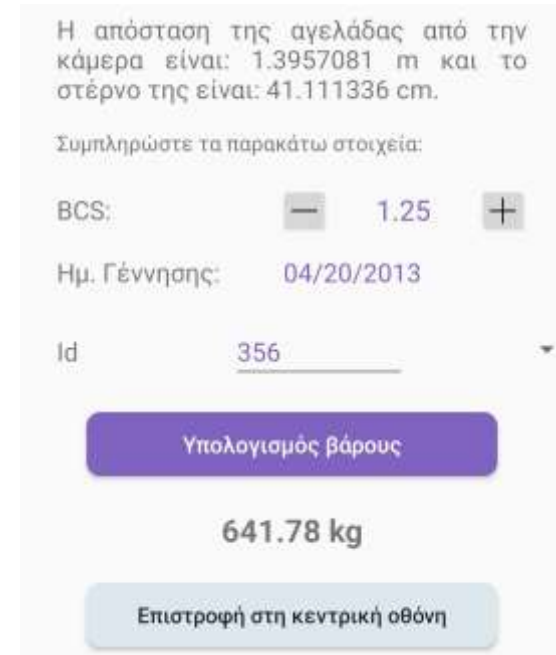 Η απόσταση της αγελάδας από την
κάμερα είναι: 1.3957081 m και το
στέρνο της είναι: 41.111336 cm.
Συμπληρώστε τα παρακάτω στοιχεία:
BCS: — 1.25 +
Ημ. Γέννησης: 04/20/2013
Id 356
Υπολογισμός βάρους
641.78 kg
Επιστροφή στη κεντρική οθόνη